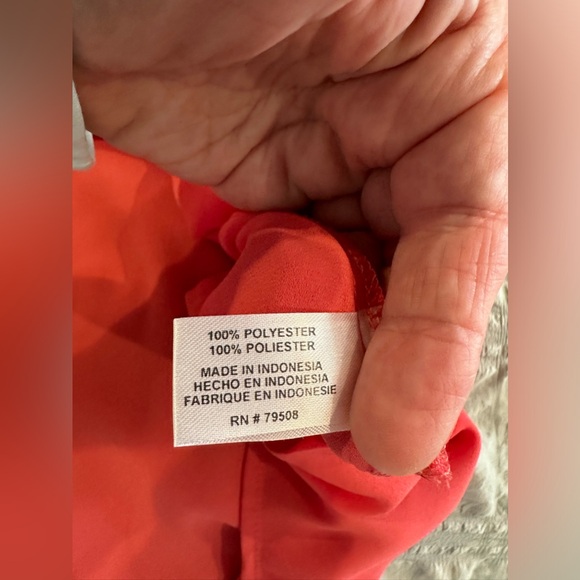 100% POLYESTER
100% POLIESTER
MADE IN INDONESIA
HECHO EN INDONESIA
FABRIQUE EN INDONESIE
RN # 79508